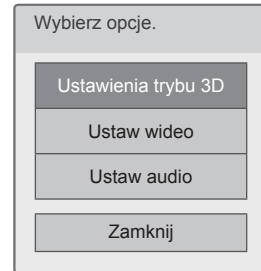 Wybierz opcje.
Ustawienia trybu 3D
Ustaw wideo
Ustaw audio
Zamknij